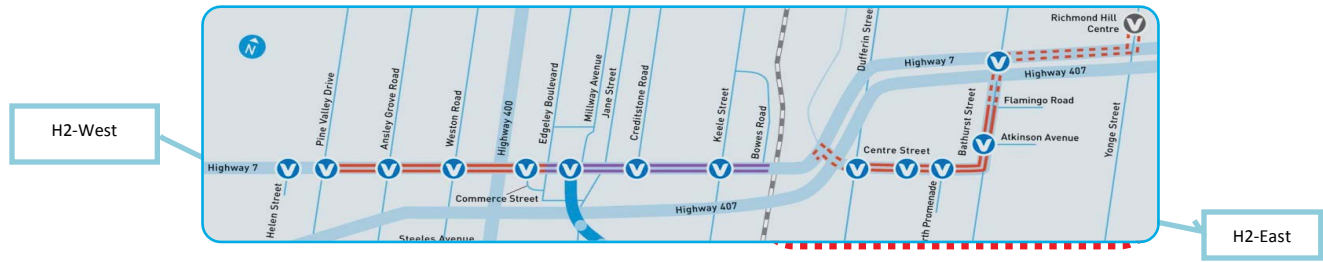 H2-West
N
Pine Valley Drive
Ansley Grove Road
Weston Road
Highway 400
Edgeley Boulevard
Millway Avenue
Jane Street
Creditstone Road
Keele Street
Bowes Road
Dufferin Street
Highway 7
Highway 407
Richmond Hill
Centre
Flamingo Road
Bathurst Street
Atkinson Avenue
Yonge Street
Centre Street
Highway 7
Helen Street
Commerce Street
Highway 407
Steeles Avenue
rth Promenade
H2-East